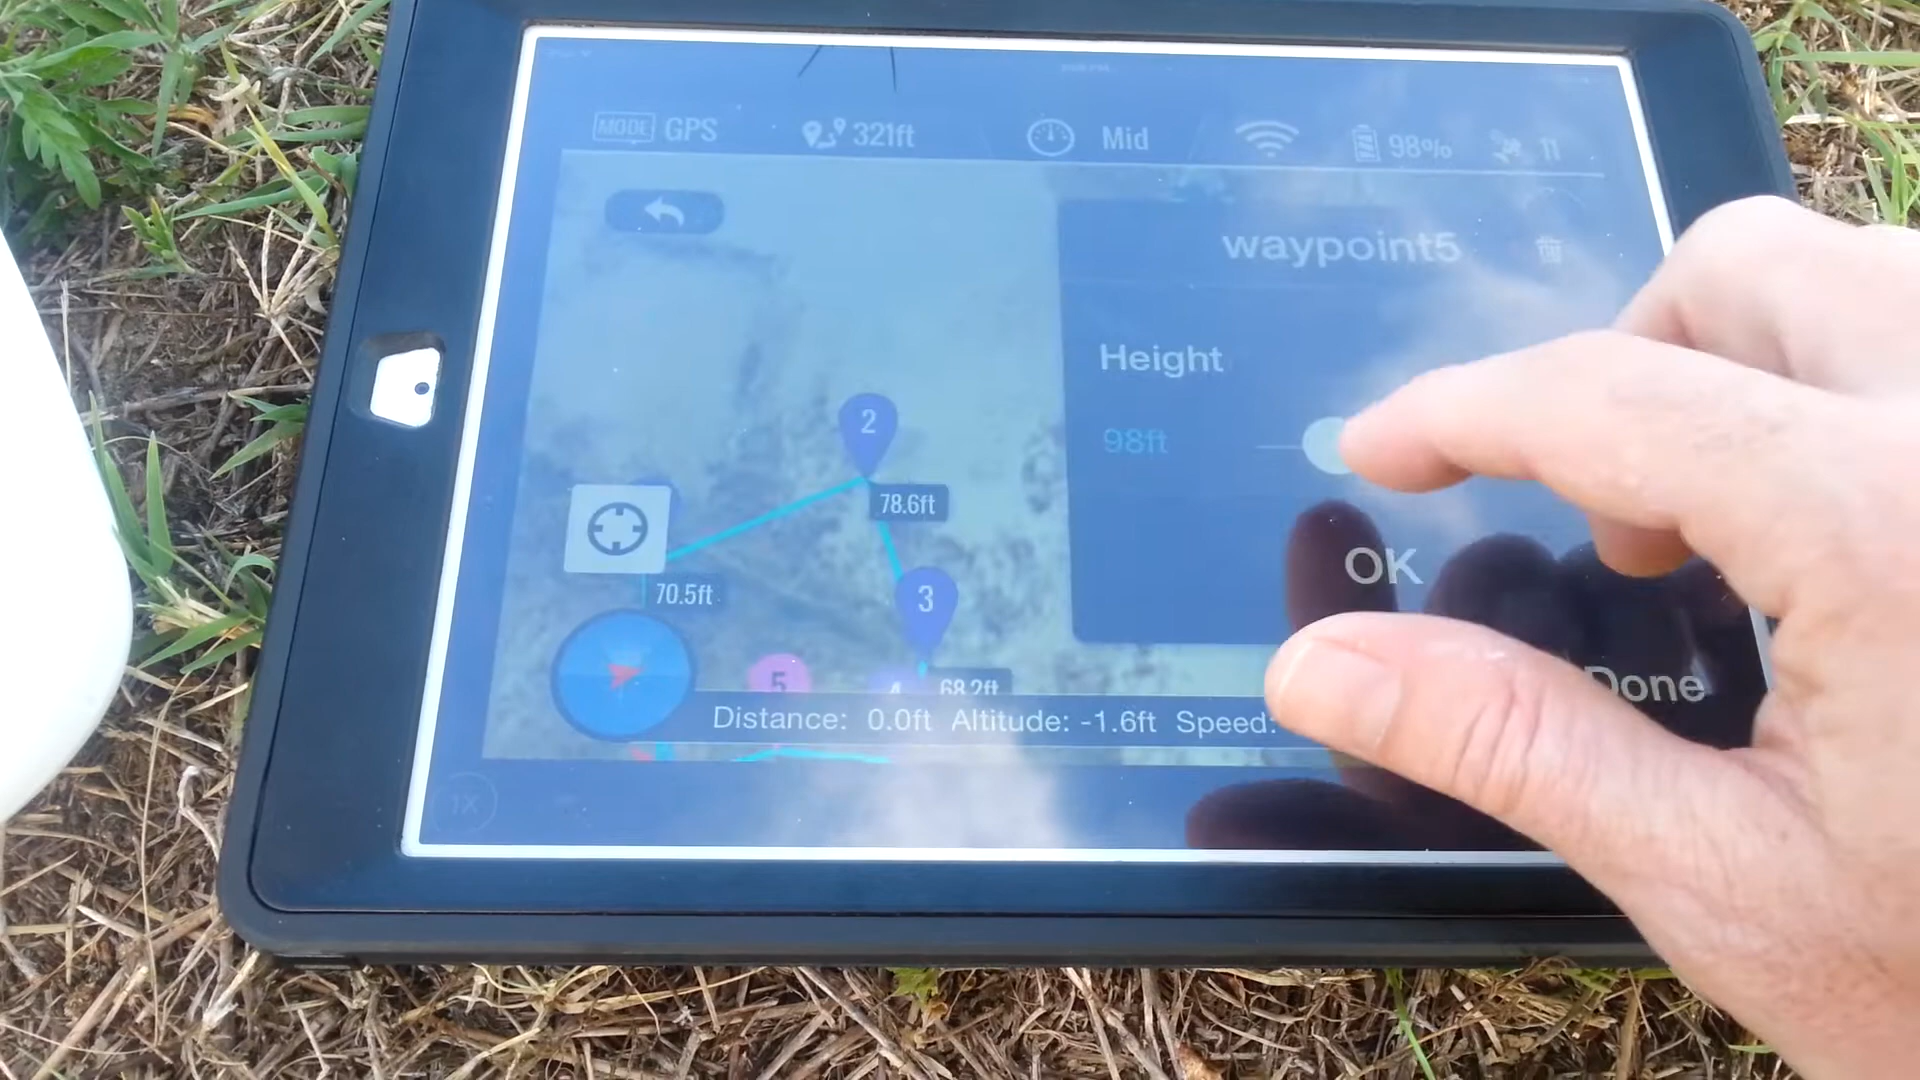 MODE GPS 321ft Mid 98% 11
waypoint5
Height
98ft
2
78.6ft
OK
70.5ft
3
5 4 68.2ft
Done
Distance: 0.0ft Altitude: -1.6ft Speed:
1X